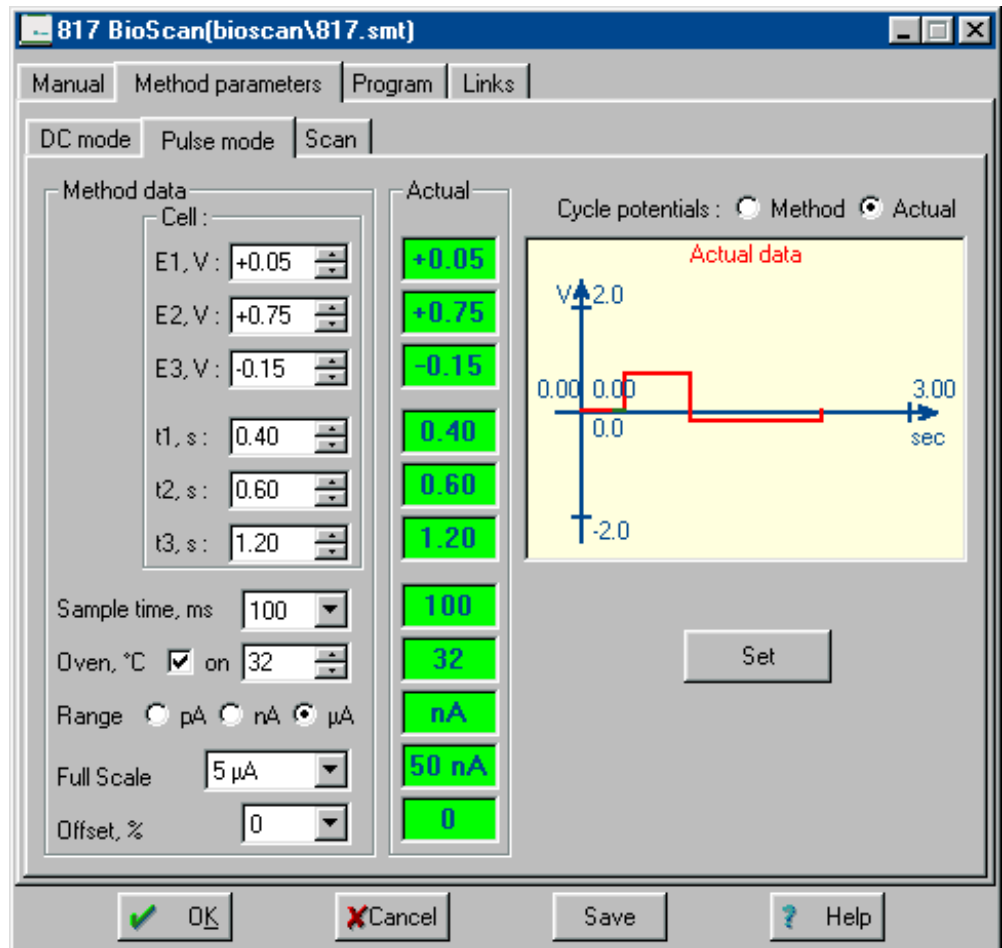 817 BioScan(bioscan\817.smt)
Manual Method parameters Program Links
DC mode Pulse mode Scan
Method data Actual
Cell :
Cycle potentials : Method Actual
E1, V : +0.05 +0.05
E2, V : +0.75 +0.75
E3, V : -0.15 -0.15
t1, s : 0.40 0.40
t2, s : 0.60 0.60
t3, s : 1.20 1.20
Actual data
V 2.0
0.00 0.00 3.00
0.0 sec
-2.0
Sample time, ms 100 100
Oven, °C on 32 32
Range pA nA µA nA
Full Scale 5 µA 50 nA
Offset, % 0 0
Set
OK Cancel Save ? Help